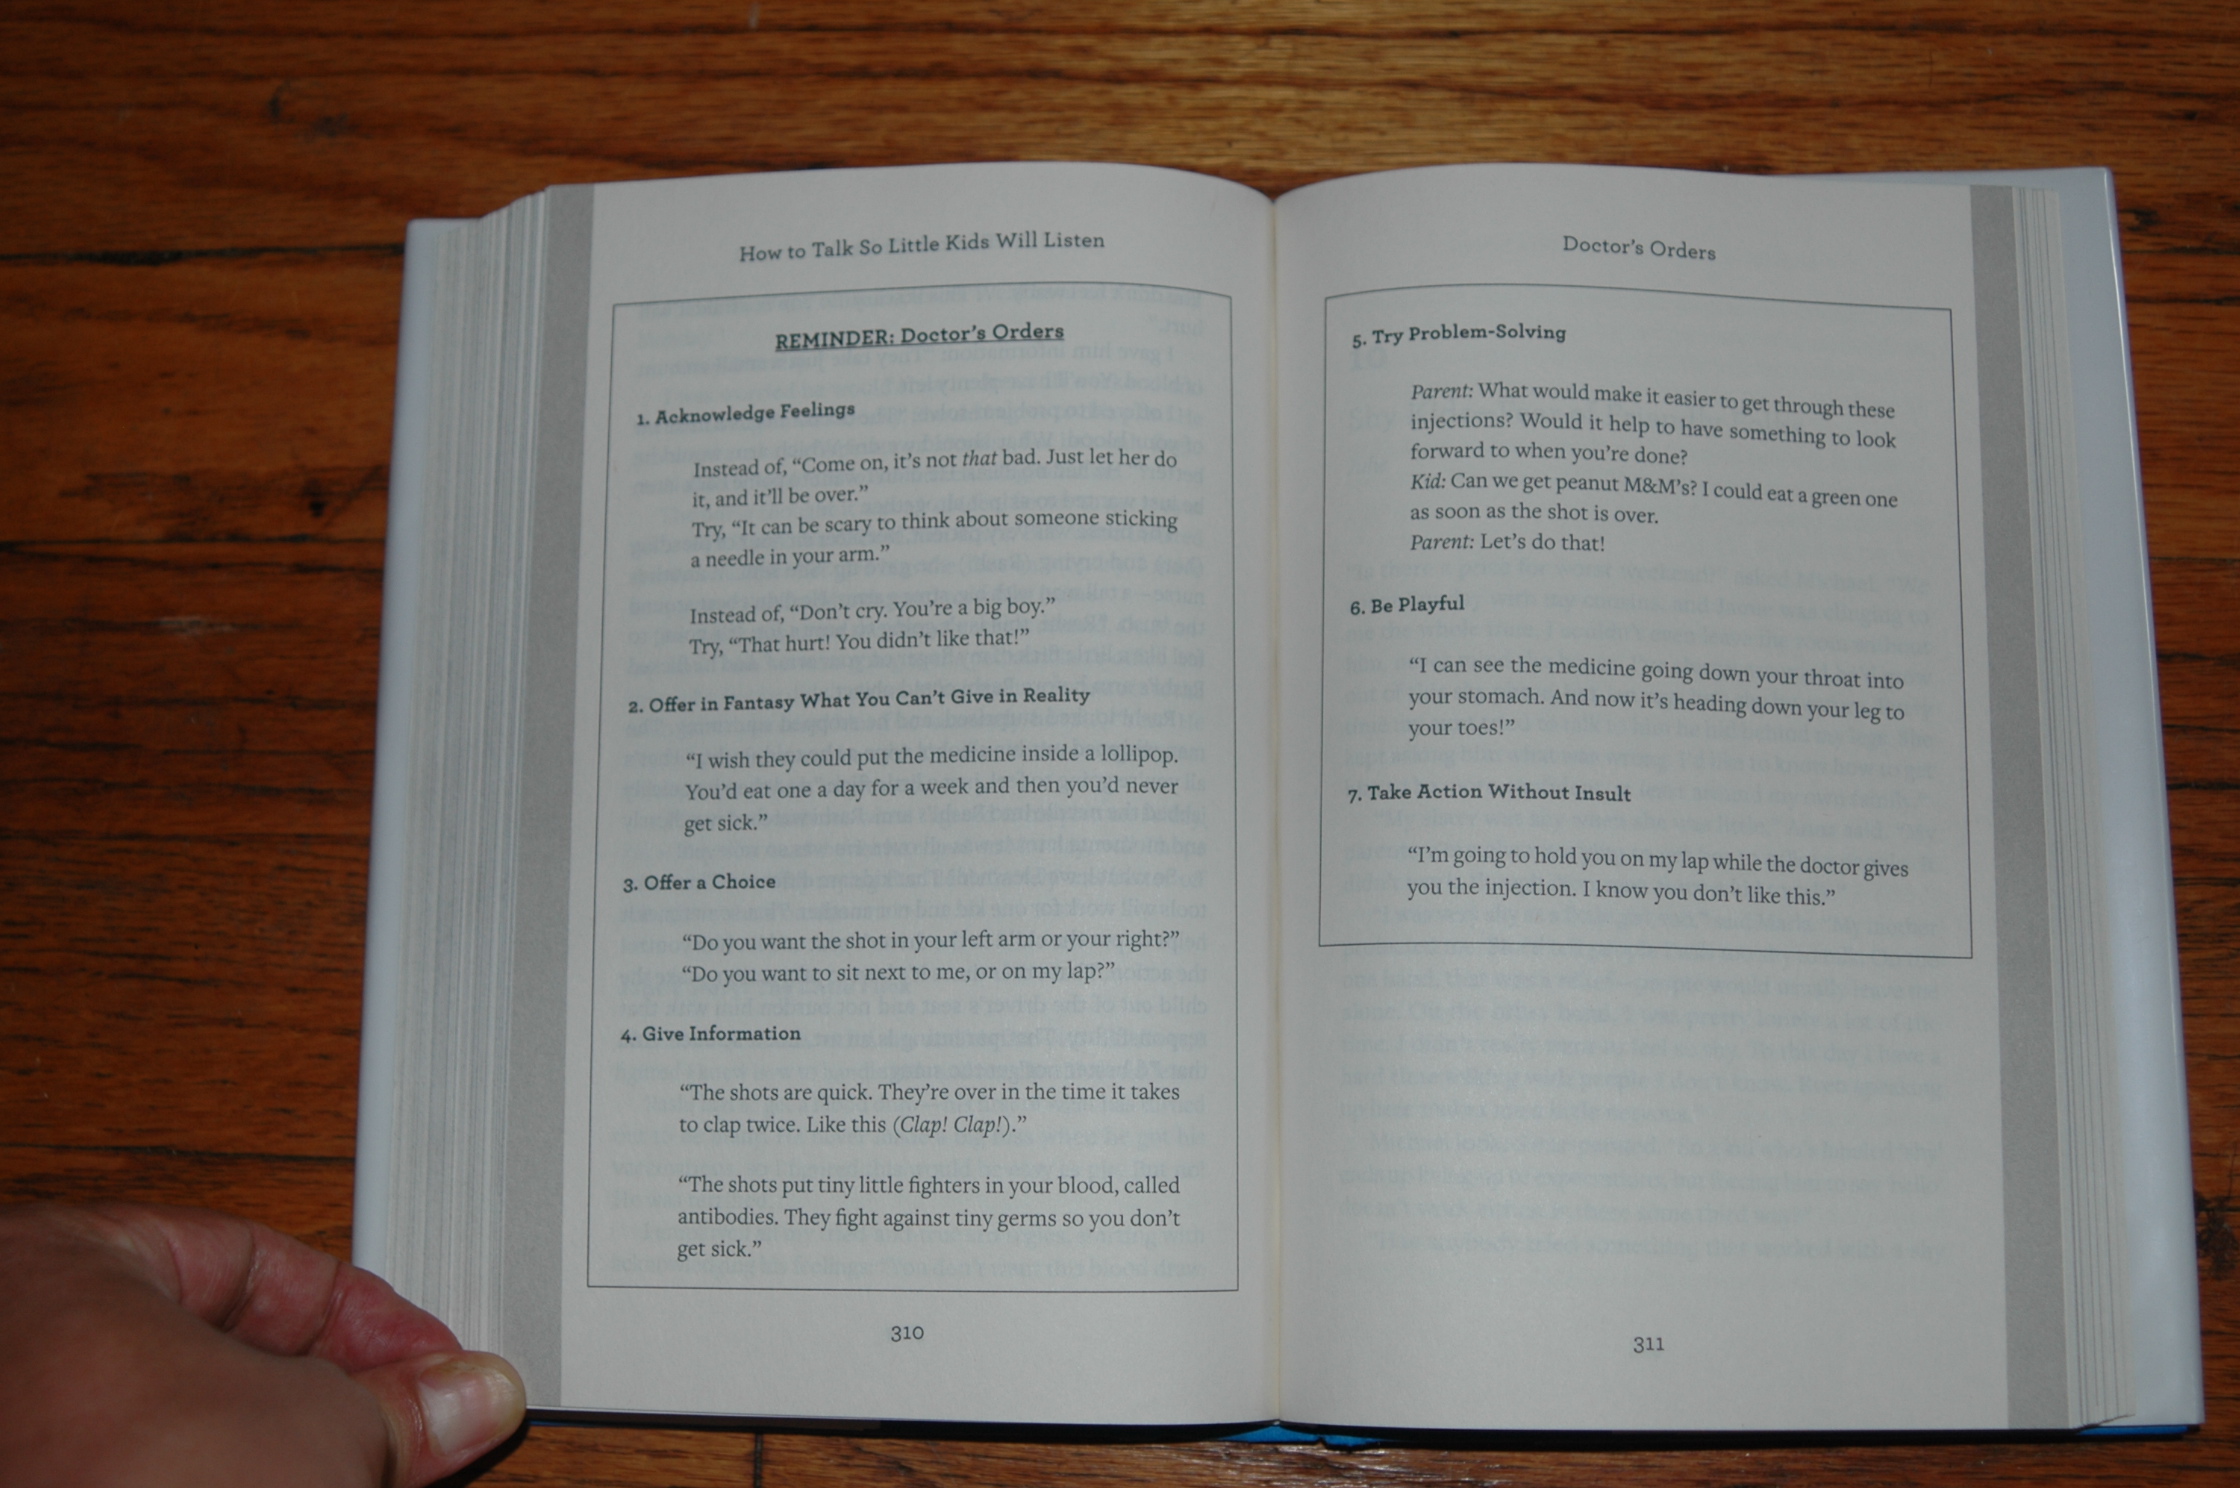 How to Talk So Little Kids Will Listen
REMINDER: Doctor's Orders
1. Acknowledge Feelings
Instead of, “Come on, it’s not that bad. Just let her do
it, and it’ll be over.”
Try, “It can be scary to think about someone sticking
a needle in your arm.”
Instead of, “Don’t cry. You’re a big boy.”
Try, “That hurt! You didn’t like that!”
2. Offer in Fantasy What You Can’t Give in Reality
“I wish they could put the medicine inside a lollipop.
You’d eat one a day for a week and then you’d never
get sick.”
3. Offer a Choice
“Do you want the shot in your left arm or your right?”
“Do you want to sit next to me, or on my lap?”
4. Give Information
“The shots are quick. They’re over in the time it takes
to clap twice. Like this (Clap! Clap!).”
“The shots put tiny little fighters in your blood, called
antibodies. They fight against tiny germs so you don’t
get sick.”
310
Doctor’s Orders
5. Try Problem-Solving
Parent: What would make it easier to get through these
injections? Would it help to have something to look
forward to when you’re done?
Kid: Can we get peanut M&M’s? I could eat a green one
as soon as the shot is over.
Parent: Let’s do that!
6. Be Playful
“I can see the medicine going down your throat into
your stomach. And now it’s heading down your leg to
your toes!”
7. Take Action Without Insult
“I’m going to hold you on my lap while the doctor gives
you the injection. I know you don’t like this.”
311